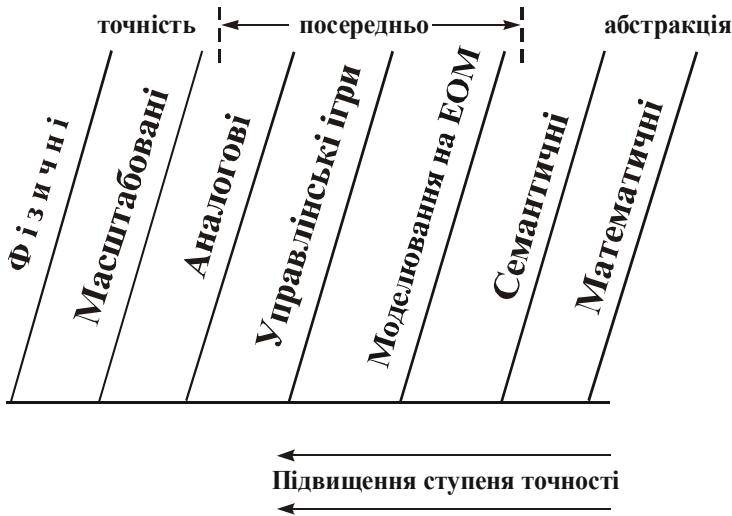 точність посередньо абстракція
Ф і з и ч н і
Масштабовані
Аналогові
Управлінські ігри
Моделювання на ЕОМ
Семантичні
Математичні
Підвищення ступеня точності